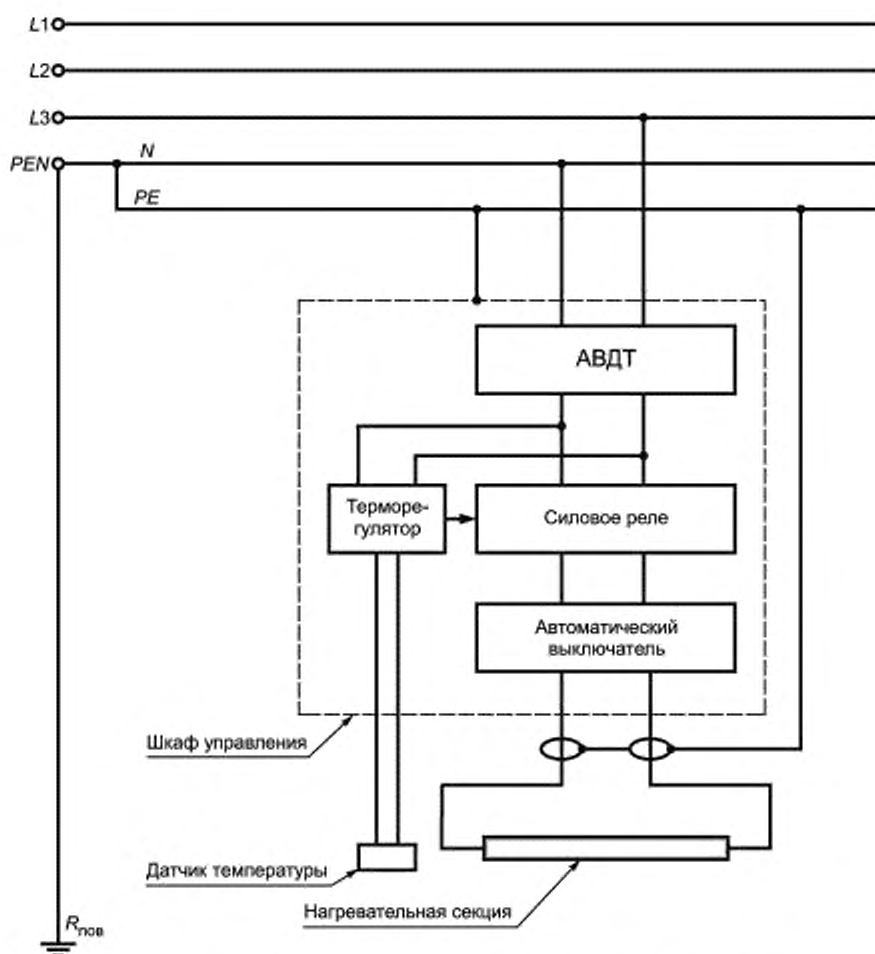 L1
L2
L3
PEN
N
PE
АВДТ
Терморе-
гулятор
Силовое реле
Автоматический
выключатель
Шкаф управления
Датчик температуры
Нагревательная секция
Rпов